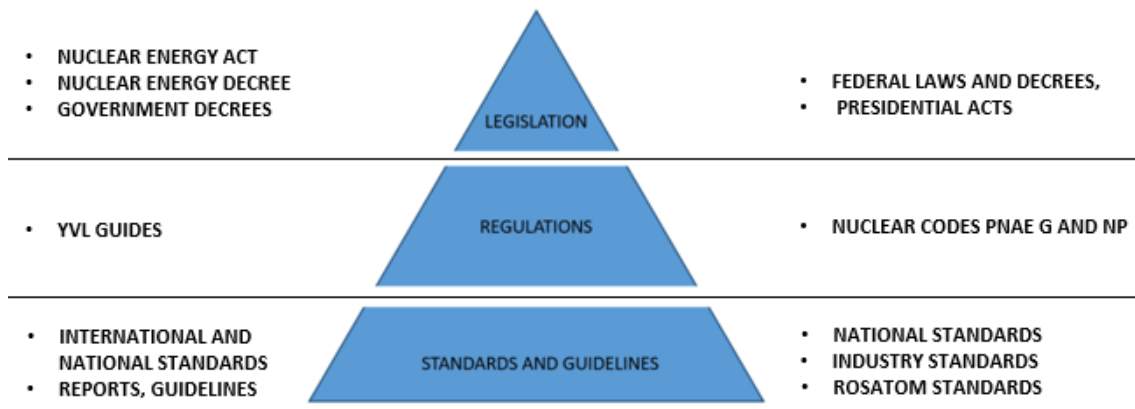 • NUCLEAR ENERGY ACT
• NUCLEAR ENERGY DECREE
• GOVERNMENT DECREES
LEGISLATION
• FEDERAL LAWS AND DECREES,
• PRESIDENTIAL ACTS
• YVL GUIDES
REGULATIONS
• NUCLEAR CODES PNAE G AND NP
• INTERNATIONAL AND
NATIONAL STANDARDS
• REPORTS, GUIDELINES
STANDARDS AND GUIDELINES
• NATIONAL STANDARDS
• INDUSTRY STANDARDS
• ROSATOM STANDARDS